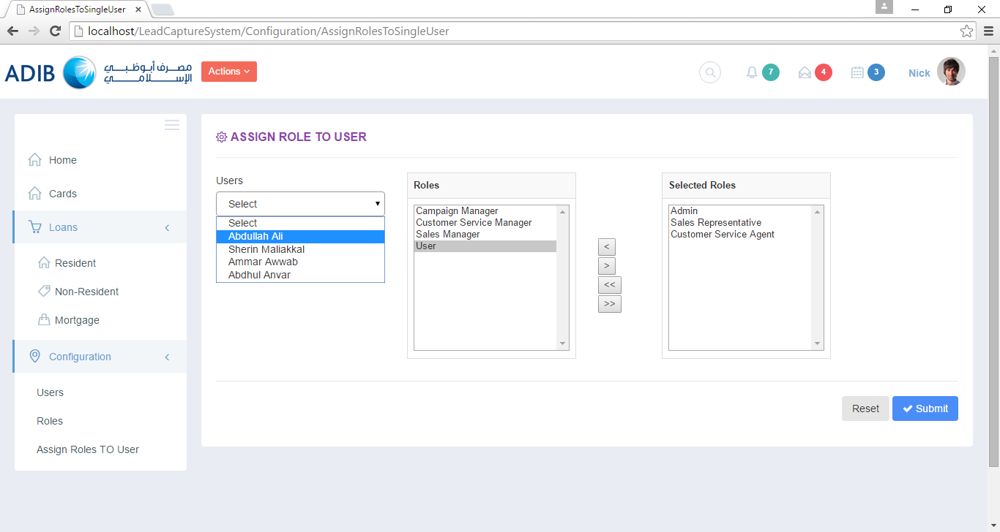 AssignRolesToSingleUser
localhost/LeadCaptureSystem/Configuration/AssignRolesToSingleUser
ADIB
مصرف أبوظبي
الإسلامي
Actions
7
4
3
Nick
Home
Cards
Loans
Resident
Non-Resident
Mortgage
Configuration
Users
Roles
Assign Roles TO User
ASSIGN ROLE TO USER
Users
Select
Select
Abdullah Ali
Sherin Maliakkal
Ammar Awwab
Abdhul Anvar
Roles
Campaign Manager
Customer Service Manager
Sales Manager
User
<
>
<<
>>
Selected Roles
Admin
Sales Representative
Customer Service Agent
Reset
Submit